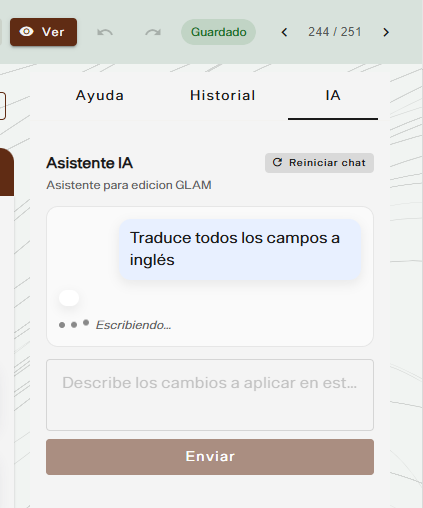 Ver
Guardado
244 / 251
Ayuda
Historial
IA
Asistente IA
Reiniciar chat
Asistente para edicion GLAM
Traduce todos los campos a
inglés
Escribiendo...
Describe los cambios a aplicar en est...
Enviar